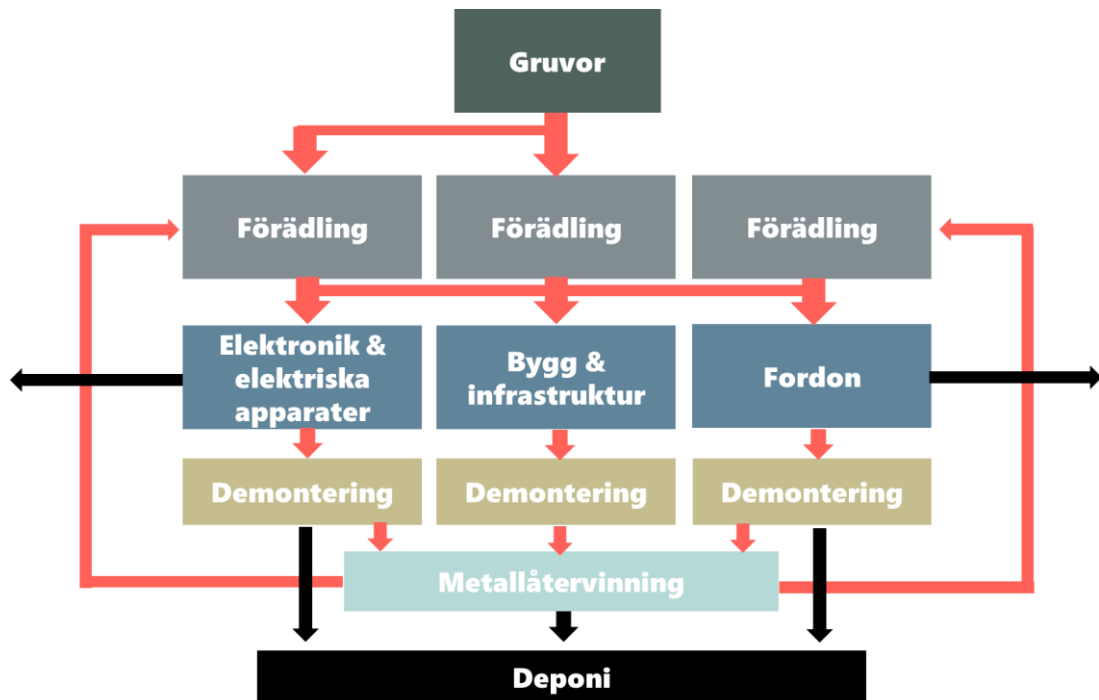 Gruvor
Förädling
Förädling
Förädling
Elektronik &
elektriska
apparater
Bygg &
infrastruktur
Fordon
Demontering
Demontering
Demontering
Metallåtervinning
Deponi